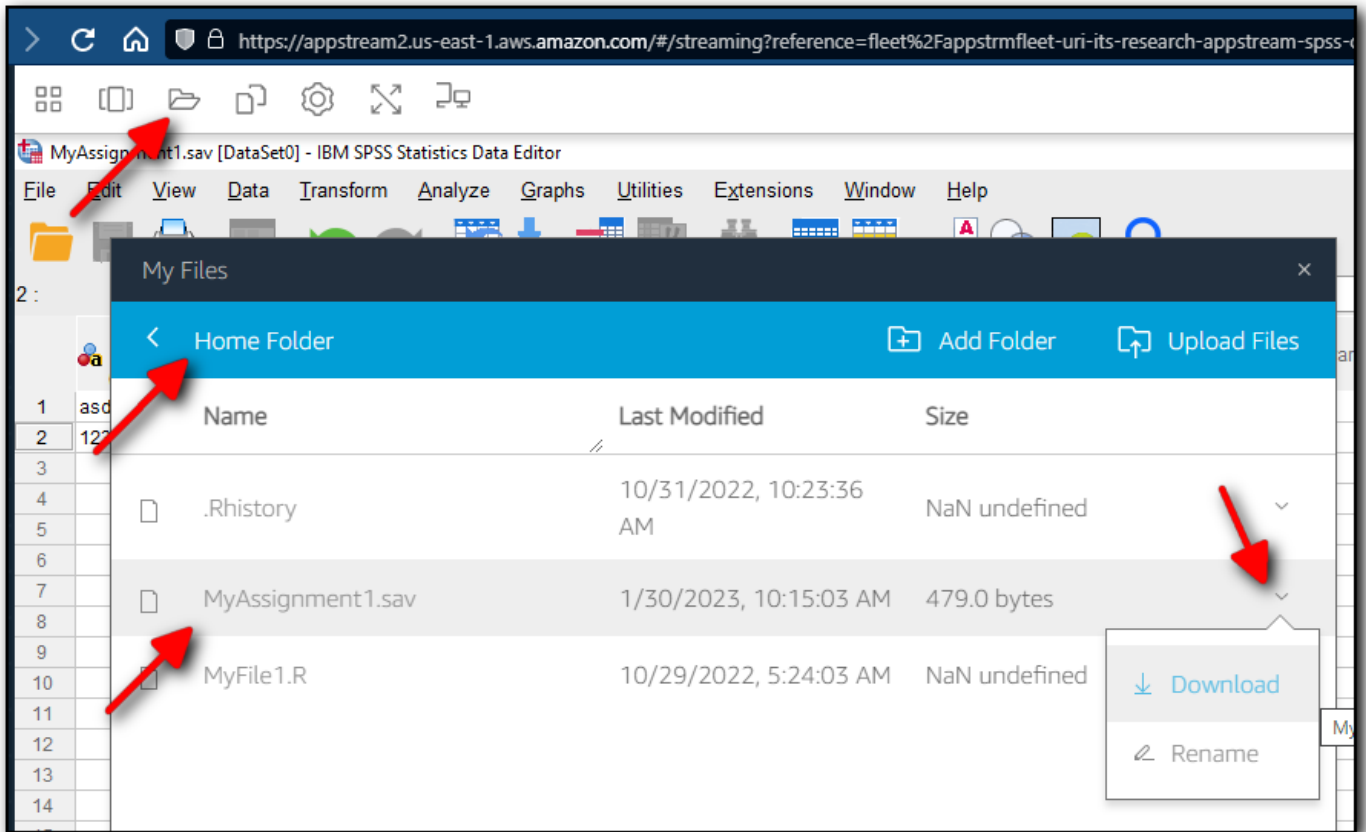 https://appstream2.us-east-1.aws.amazon.com/#/streaming?reference=fleet%2Fappstrmfleet-uri-its-research-appstream-spss-
MyAssignment1.sav [DataSet0] - IBM SPSS Statistics Data Editor
File Edit View Data Transform Analyze Graphs Utilities Extensions Window Help
A
My Files
2 :
Home Folder Add Folder Upload Files
a
ar
1 asd
Name Last Modified Size
2 123
3
10/31/2022, 10:23:36
4
.Rhistory NaN undefined
AM
5
6
7
MyAssignment1.sav 1/30/2023, 10:15:03 AM 479.0 bytes
8
9
MyFile1.R 10/29/2022, 5:24:03 AM NaN undefined
10
Download
11
My
12
Rename
13
14